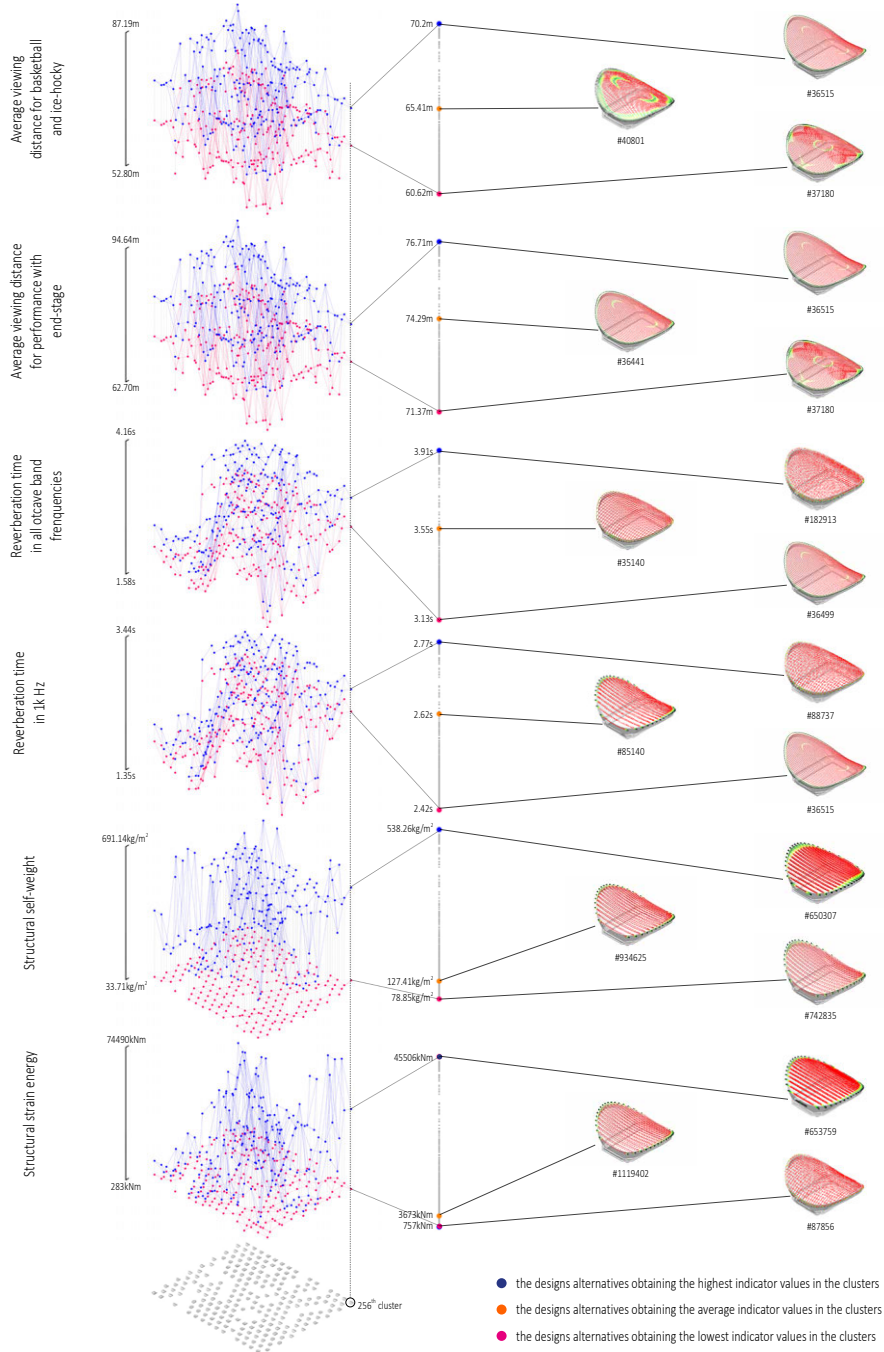 Average viewing
distance for basketball
and ice-hocky
87.19m
52.80m
70.2m
65.41m
60.62m
#36515
#40801
#37180
Average viewing distance
for performance with
end-stage
94.64m
62.70m
76.71m
74.29m
71.37m
#36515
#36441
#37180
Reverberation time
in all otcave band
frenquencies
4.16s
1.58s
3.91s
3.55s
3.13s
#182913
#35140
#36499
Reverberation time
in 1k Hz
3.44s
1.35s
2.77s
2.62s
2.42s
#88737
#85140
#36515
Structural self-weight
691.14kg/m²
33.71kg/m²
538.26kg/m²
127.41kg/m²
78.85kg/m²
#650307
#934625
#742835
Structural strain energy
74490kNm
283kNm
45506kNm
3673kNm
757kNm
#653759
#1119402
#87856
256th cluster
the designs alternatives obtaining the highest indicator values in the clusters
the designs alternatives obtaining the average indicator values in the clusters
the designs alternatives obtaining the lowest indicator values in the clusters